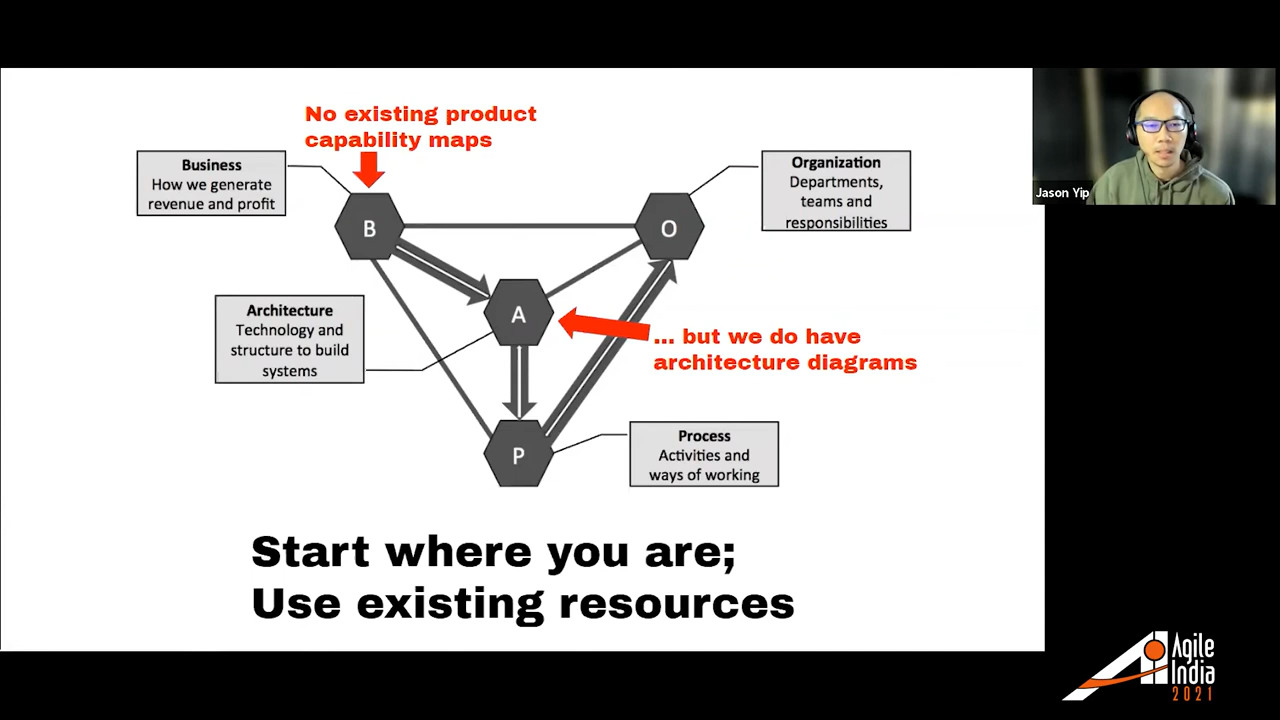 No existing product
capability maps
Business
How we generate
revenue and profit
Organization
Departments,
teams and
responsibilities
B
O
Architecture
Technology and
structure to build
systems
A
... but we do have
architecture diagrams
Process
Activities and
ways of working
P
Start where you are;
Use existing resources
Jason Yip
Agile
India
2021